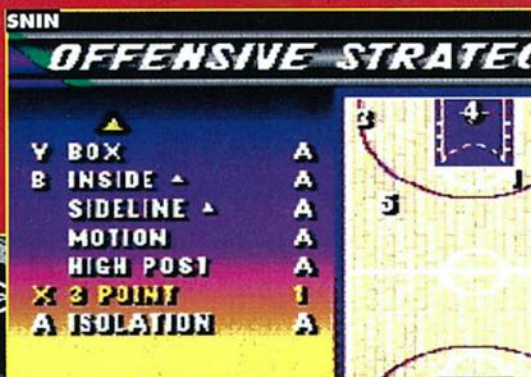 SNIN
OFFENSIVE STRATEG
Y BOX A
B INSIDE A
SIDELINE A
MOTION A
HIGH POST A
X 3 POINT 1
A ISOLATION A
3 4
1
5